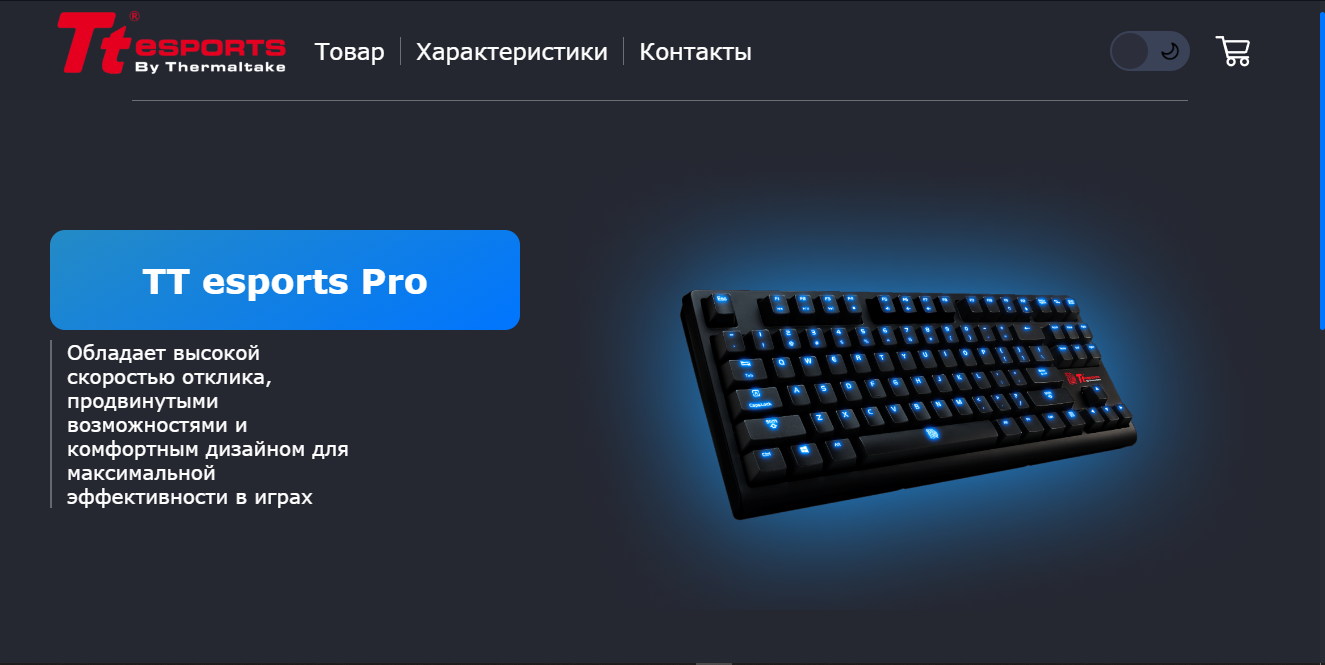 Tt® esports
By Thermaltake
Товар
Характеристики
Контакты
TT esports Pro
Обладает высокой
скоростью отклика,
продвинутыми
возможностями и
комфортным дизайном для
максимальной
эффективности в играх